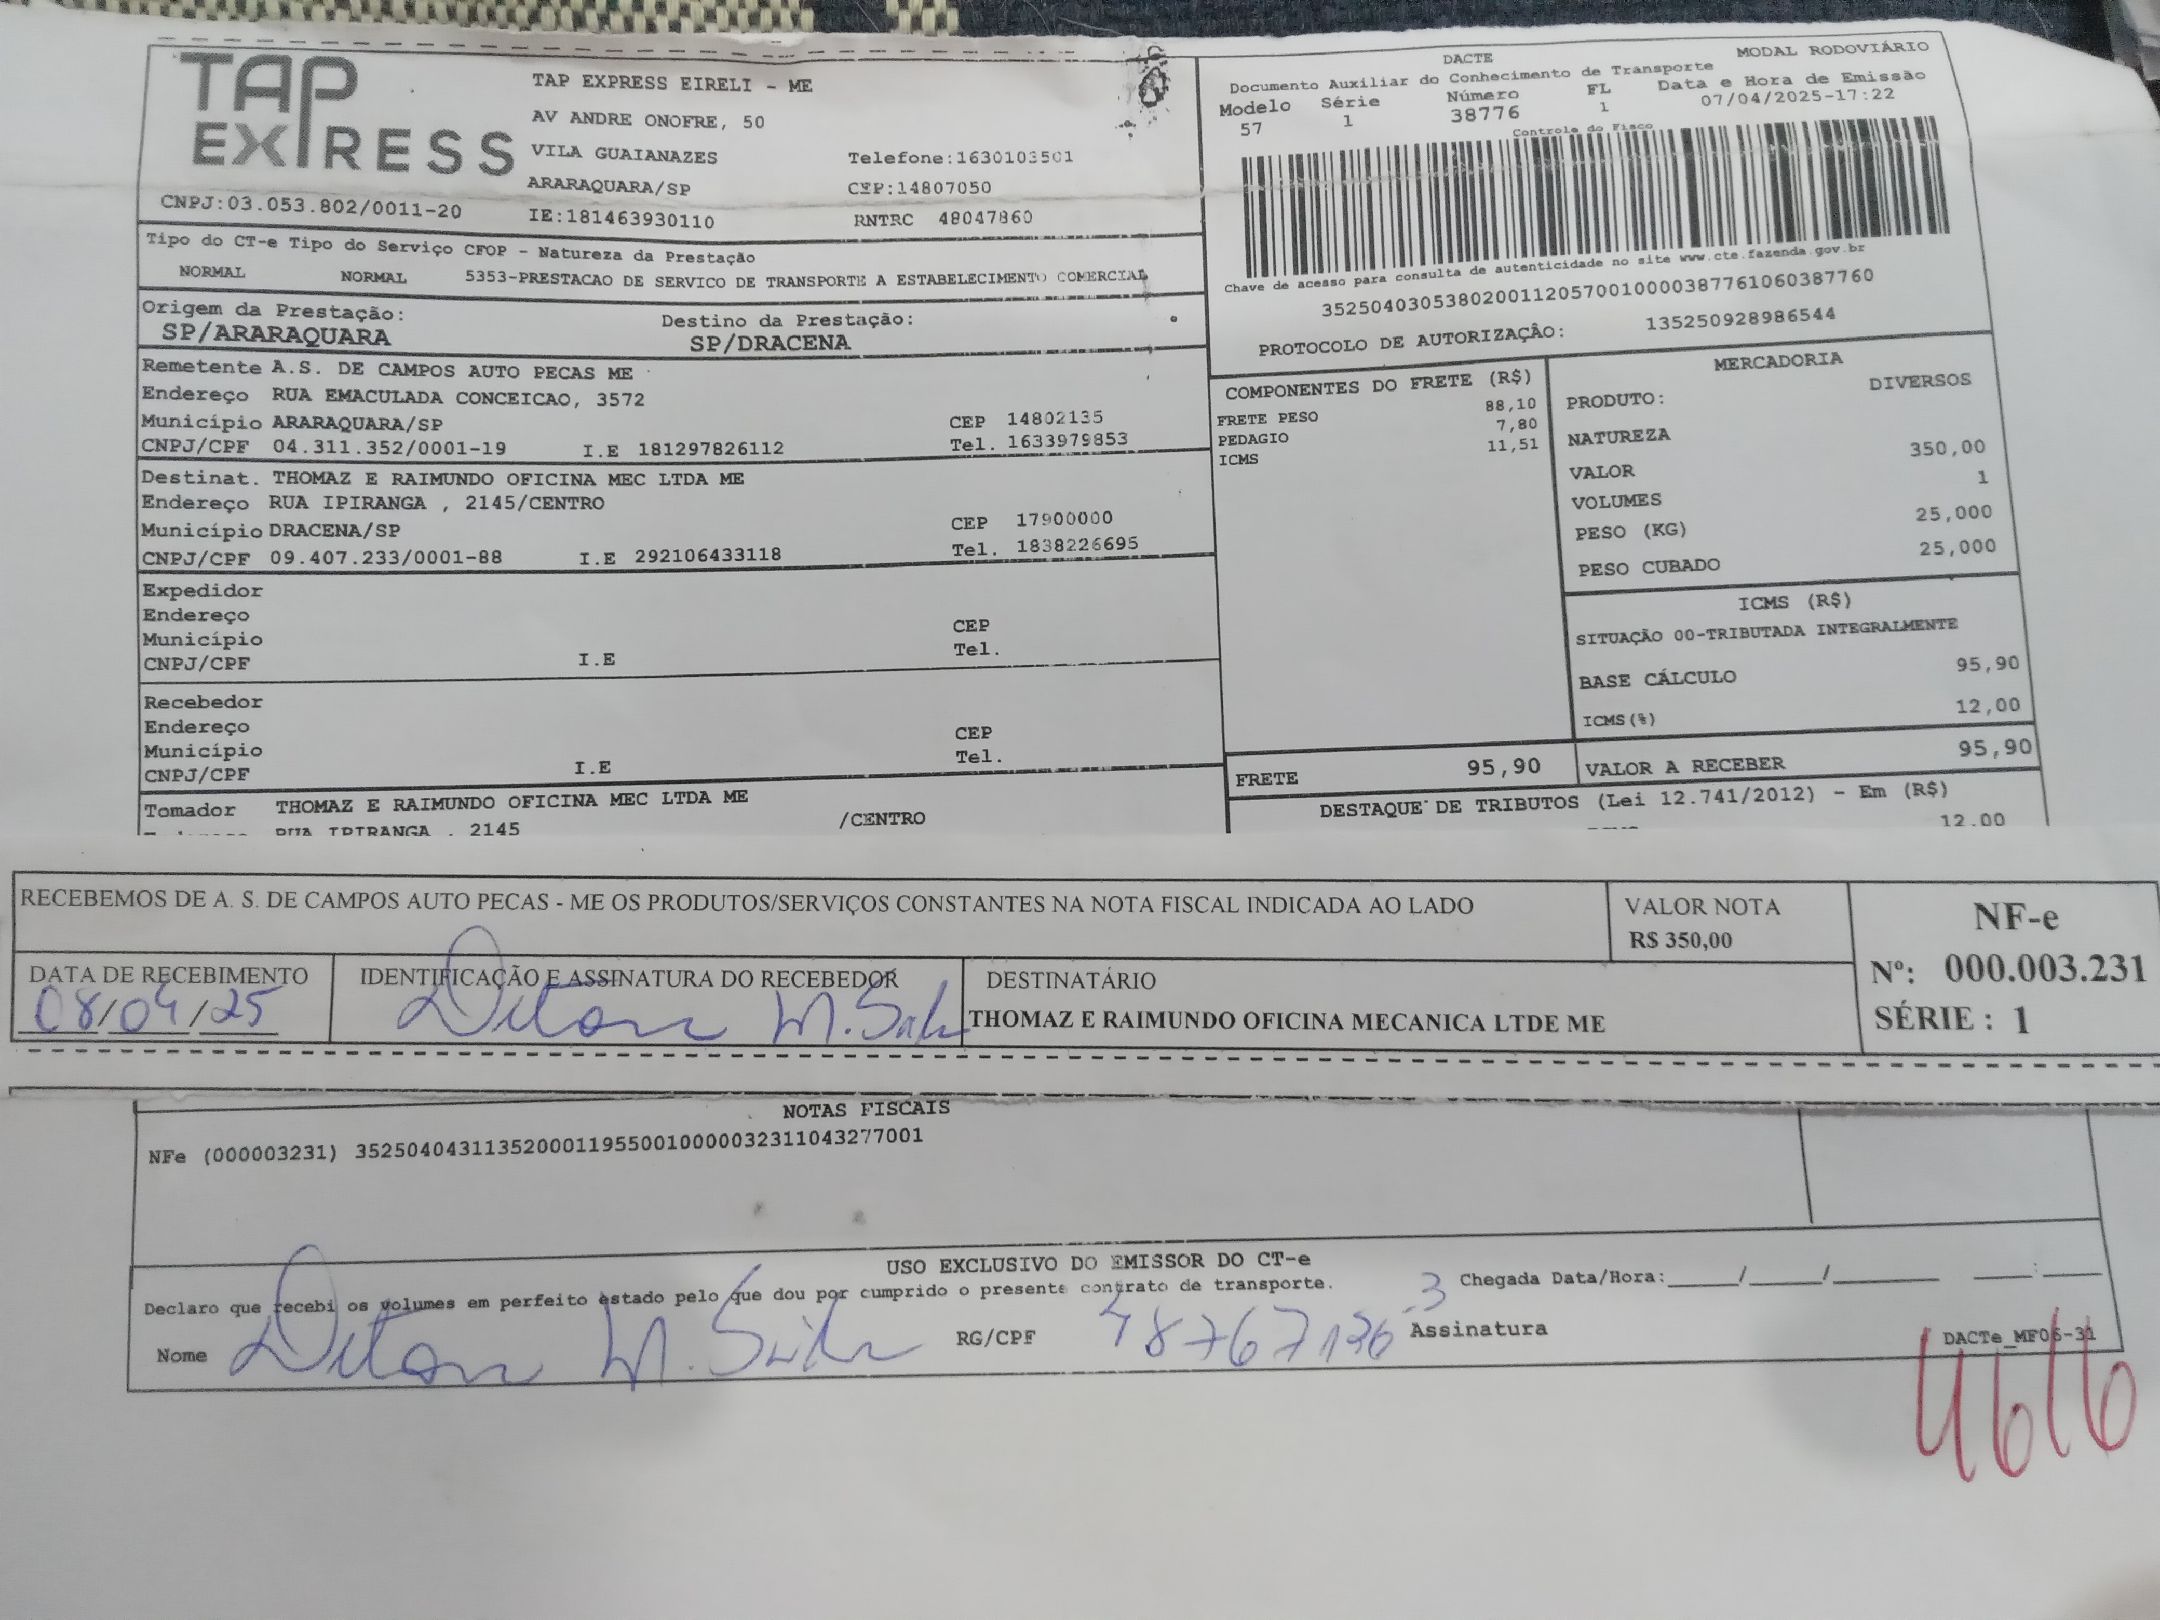 TAP EXPRESS
TAP EXPRESS EIRELI - ME
AV ANDRE ONOFRE, 50
VILA GUAIANAZES Telefone:1630103501
ARARAQUARA/SP CEP:14807050
CNPJ:03.053.802/0011-20 IE:181463930110 RNTRC 48047860
Tipo do CT-e Tipo do Serviço CFOP - Natureza da Prestação
NORMAL NORMAL 5353-PRESTACAO DE SERVICO DE TRANSPORTE A ESTABELECIMENTO COMERCIAL
Origem da Prestação: Destino da Prestação:
SP/ARARAQUARA SP/DRACENA
Remetente A.S. DE CAMPOS AUTO PECAS ME
Endereço RUA EMACULADA CONCEICAO, 3572
Município ARARAQUARA/SP CEP 14802135
CNPJ/CPF 04.311.352/0001-19 I.E 181297826112 Tel. 1633979853
Destinat. THOMAZ E RAIMUNDO OFICINA MEC LTDA ME
Endereço RUA IPIRANGA , 2145/CENTRO
Município DRACENA/SP CEP 17900000
CNPJ/CPF 09.407.233/0001-88 I.E 292106433118 Tel. 1838226695
Expedidor
Endereço
Município CEP
CNPJ/CPF I.E Tel.
Recebedor
Endereço
Município CEP
CNPJ/CPF I.E Tel.
Tomador THOMAZ E RAIMUNDO OFICINA MEC LTDA ME
RUA IPIRANGA , 2145 /CENTRO
DACTE MODAL RODOVIÁRIO
Documento Auxiliar do Conhecimento de Transporte
Modelo Série Número FL Data e Hora de Emissão
57 1 38776 1 07/04/2025-17:22
Controle do Fisco
Chave de acesso para consulta de autenticidade no site www.cte.fazenda.gov.br
35250403053802001120570010000387761060387760
PROTOCOLO DE AUTORIZAÇÃO: 135250928986544
COMPONENTES DO FRETE (R$)
FRETE PESO 88,10
PEDAGIO 7,80
ICMS 11,51
FRETE 95,90
MERCADORIA
PRODUTO: DIVERSOS
NATUREZA
VALOR 350,00
VOLUMES 1
PESO (KG) 25,000
PESO CUBADO 25,000
ICMS (R$)
SITUAÇÃO 00-TRIBUTADA INTEGRALMENTE
BASE CÁLCULO 95,90
ICMS(%) 12,00
VALOR A RECEBER 95,90
DESTAQUE DE TRIBUTOS (Lei 12.741/2012) - Em (R$)
12.00
RECEBEMOS DE A. S. DE CAMPOS AUTO PECAS - ME OS PRODUTOS/SERVIÇOS CONSTANTES NA NOTA FISCAL INDICADA AO LADO
VALOR NOTA
R$ 350,00
NF-e
Nº: 000.003.231
SÉRIE : 1
DATA DE RECEBIMENTO
08/04/25
IDENTIFICAÇÃO E ASSINATURA DO RECEBEDOR
DESTINATÁRIO
THOMAZ E RAIMUNDO OFICINA MECANICA LTDE ME
NOTAS FISCAIS
NFe (000003231) 35250404311352000119550010000032311043277001
USO EXCLUSIVO DO EMISSOR DO CT-e
Declaro que recebi os volumes em perfeito estado pelo que dou por cumprido o presente contrato de transporte. Chegada Data/Hora:_____/_____/_______ ____:____
Nome RG/CPF 48767136-3 Assinatura
DACTe_MF06-31
4616